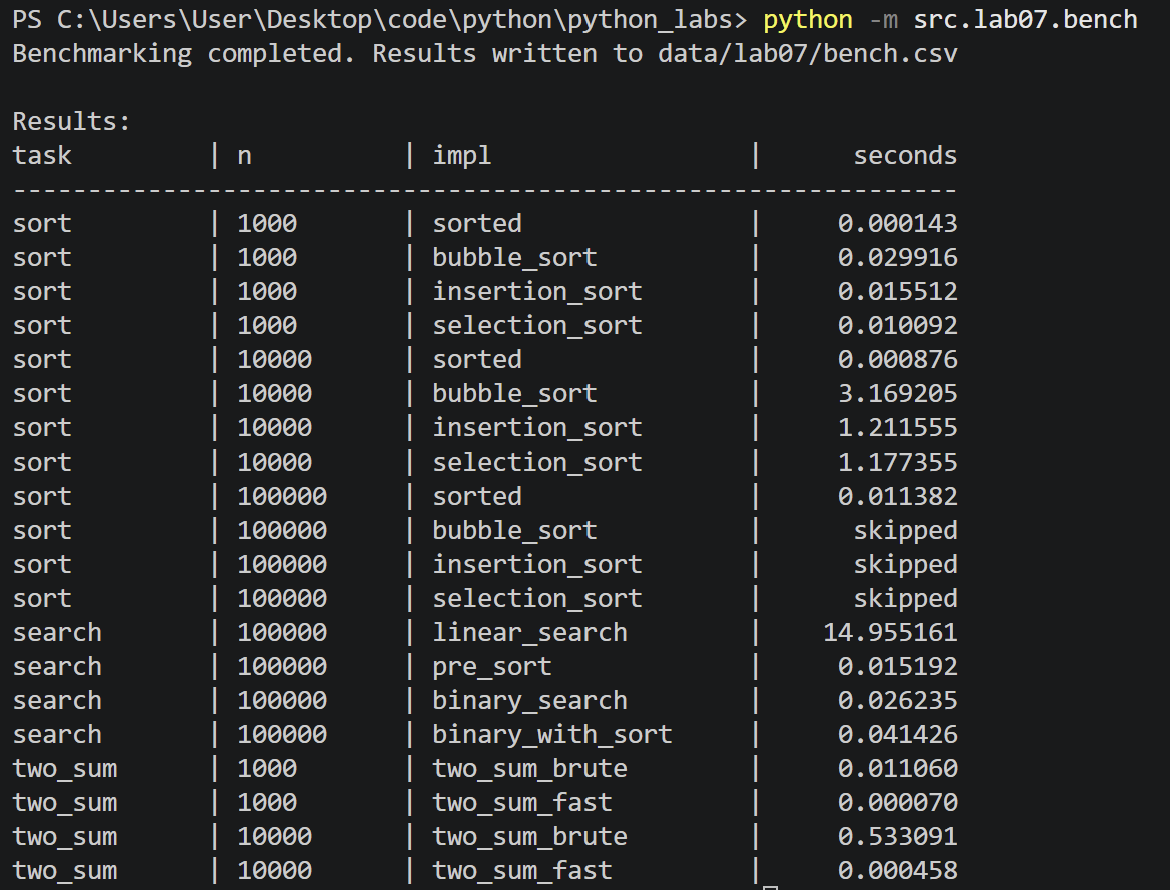 PS C:\Users\User\Desktop\code\python\python_labs> python -m src.lab07.bench
Benchmarking completed. Results written to data/lab07/bench.csv
Results:
task | n | impl | seconds
---------------------------------------------------------------
sort | 1000 | sorted | 0.000143
sort | 1000 | bubble_sort | 0.029916
sort | 1000 | insertion_sort | 0.015512
sort | 1000 | selection_sort | 0.010092
sort | 10000 | sorted | 0.000876
sort | 10000 | bubble_sort | 3.169205
sort | 10000 | insertion_sort | 1.211555
sort | 10000 | selection_sort | 1.177355
sort | 100000 | sorted | 0.011382
sort | 100000 | bubble_sort | skipped
sort | 100000 | insertion_sort | skipped
sort | 100000 | selection_sort | skipped
search | 100000 | linear_search | 14.955161
search | 100000 | pre_sort | 0.015192
search | 100000 | binary_search | 0.026235
search | 100000 | binary_with_sort | 0.041426
two_sum | 1000 | two_sum_brute | 0.011060
two_sum | 1000 | two_sum_fast | 0.000070
two_sum | 10000 | two_sum_brute | 0.533091
two_sum | 10000 | two_sum_fast | 0.000458